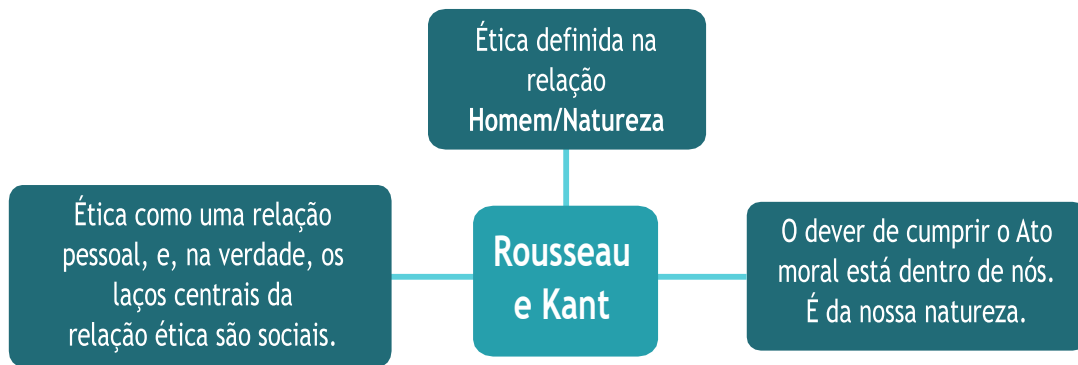 Ética definida na
relação
Homem/Natureza
Ética como uma relação
pessoal, e, na verdade, os
laços centrais da
relação ética são sociais.
Rousseau
e Kant
O dever de cumprir o Ato
moral está dentro de nós.
É da nossa natureza.